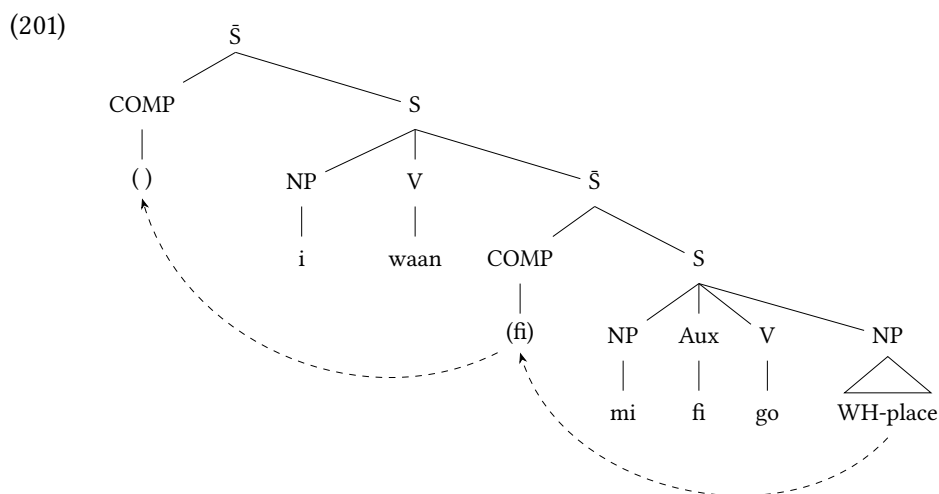 (201)
S̄
COMP S
( ) NP V S̄
i waan COMP S
(fi) NP Aux V NP
mi fi go WH-place